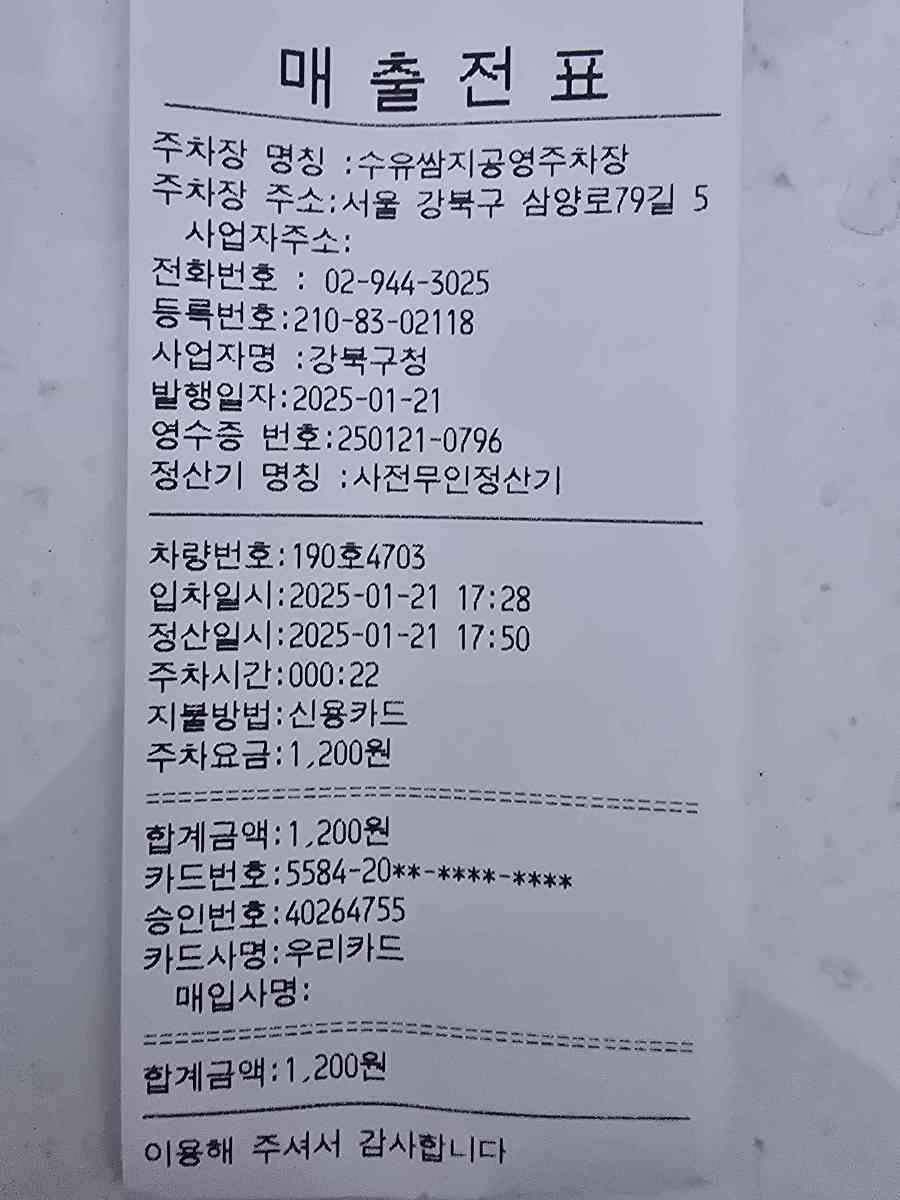 매 출 전 표
주차장 명칭 :수유쌈지공영주차장
주차장 주소:서울 강북구 삼양로79길 5
사업자주소:
전화번호 : 02-944-3025
등록번호:210-83-02118
사업자명 :강북구청
발행일자:2025-01-21
영수증 번호:250121-0796
정산기 명칭 :사전무인정산기
차량번호:190호4703
입차일시:2025-01-21 17:28
정산일시:2025-01-21 17:50
주차시간:000:22
지불방법:신용카드
주차요금:1,200원
==================================
합계금액:1,200원
카드번호:5584-20**-****-****
승인번호:40264755
카드사명:우리카드
매입사명:
==================================
합계금액:1,200원
이용해 주셔서 감사합니다